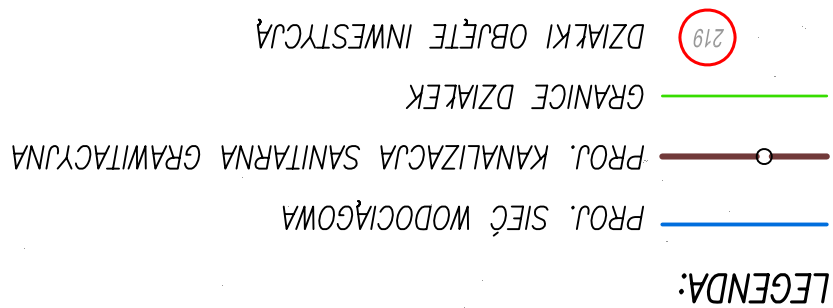 LEGENDA:
PROJ. SIEĆ WODOCIĄGOWA
PROJ. KANALIZACJA SANITARNA GRAWITACYJNA
GRANICE DZIAŁEK
219 DZIAŁKI OBJĘTE INWESTYCJĄ